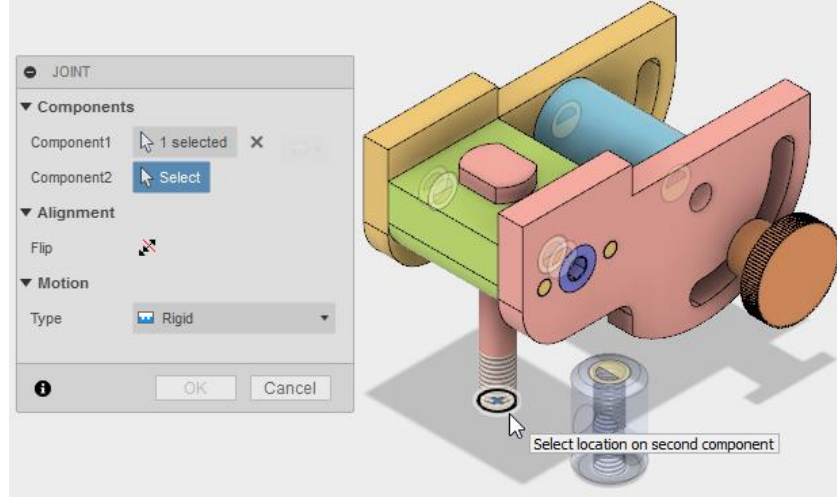 JOINT
Components
Component1 1 selected
Component2 Select
Alignment
Flip
Motion
Type Rigid
OK Cancel
Select location on second component